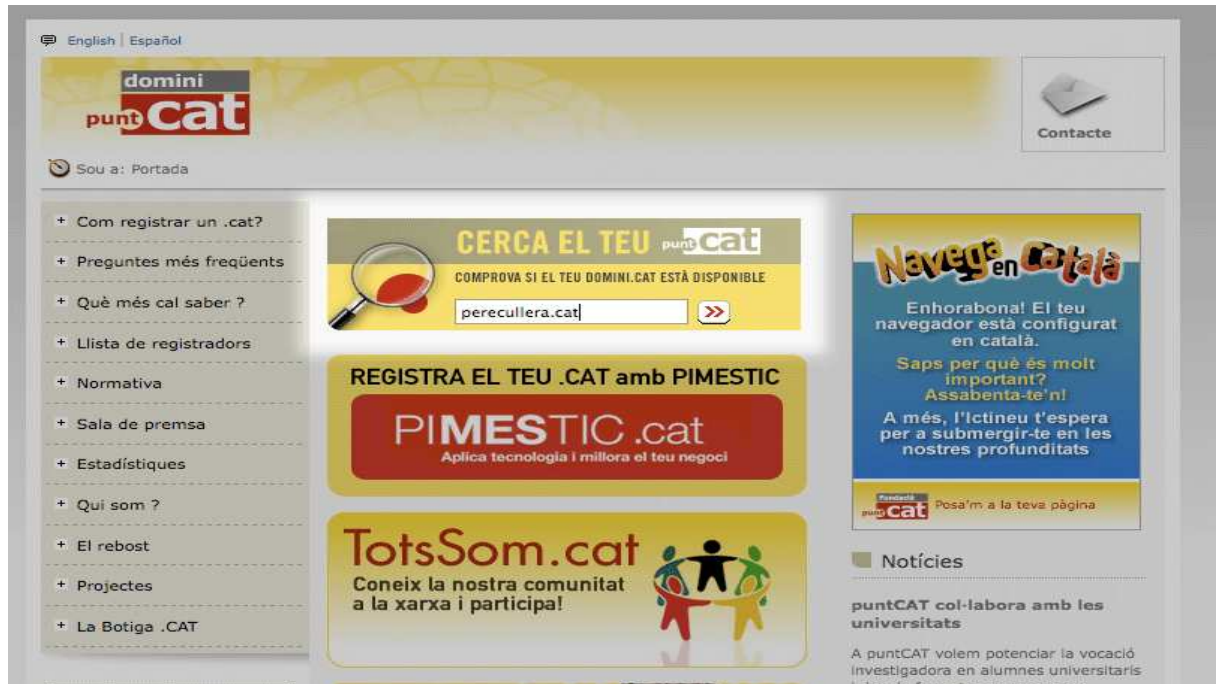 English | Español
domini
punt cat
Contacte
Sou a: Portada
+ Com registrar un .cat?
+ Preguntes més freqüents
+ Què més cal saber ?
+ Llista de registradors
+ Normativa
+ Sala de premsa
+ Estadístiques
+ Qui som ?
+ El rebost
+ Projectes
+ La Botiga .CAT
CERCA EL TEU punt cat
COMPROVA SI EL TEU DOMINI.CAT ESTÀ DISPONIBLE
perecullera.cat
REGISTRA EL TEU .CAT amb PIMESTIC
PIMESTIC.cat
Aplica tecnologia i millora el teu negoci
TotsSom.cat
Coneix la nostra comunitat
a la xarxa i participa!
Navega en Català
Enhorabona! El teu
navegador està configurat
en català.
Saps per què és molt
important?
Assabenta-te'n!
A més, l'Ictineu t'espera
per a submergir-te en les
nostres profunditats
Fundació
punt cat Posa'm a la teva pàgina
Notícies
puntCAT col·labora amb les
universitats
A puntCAT volem potenciar la vocació
investigadora en alumnes universitaris